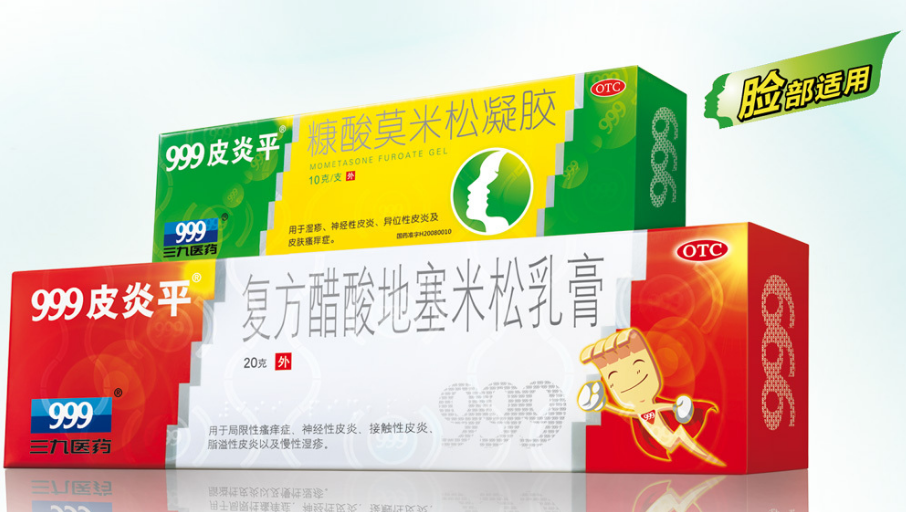 脸部适用
OTC
999皮炎平®
糠酸莫米松凝胶
MOMETASONE FUROATE GEL
10克/支 外
用于湿疹、神经性皮炎、异位性皮炎及
皮肤瘙痒症。
国药准字H20080010
999®
三九医药
999
OTC
999皮炎平®
复方醋酸地塞米松乳膏
20克 外
999
用于局限性瘙痒症、神经性皮炎、接触性皮炎、
脂溢性皮炎以及慢性湿疹。
999®
三九医药
999
999